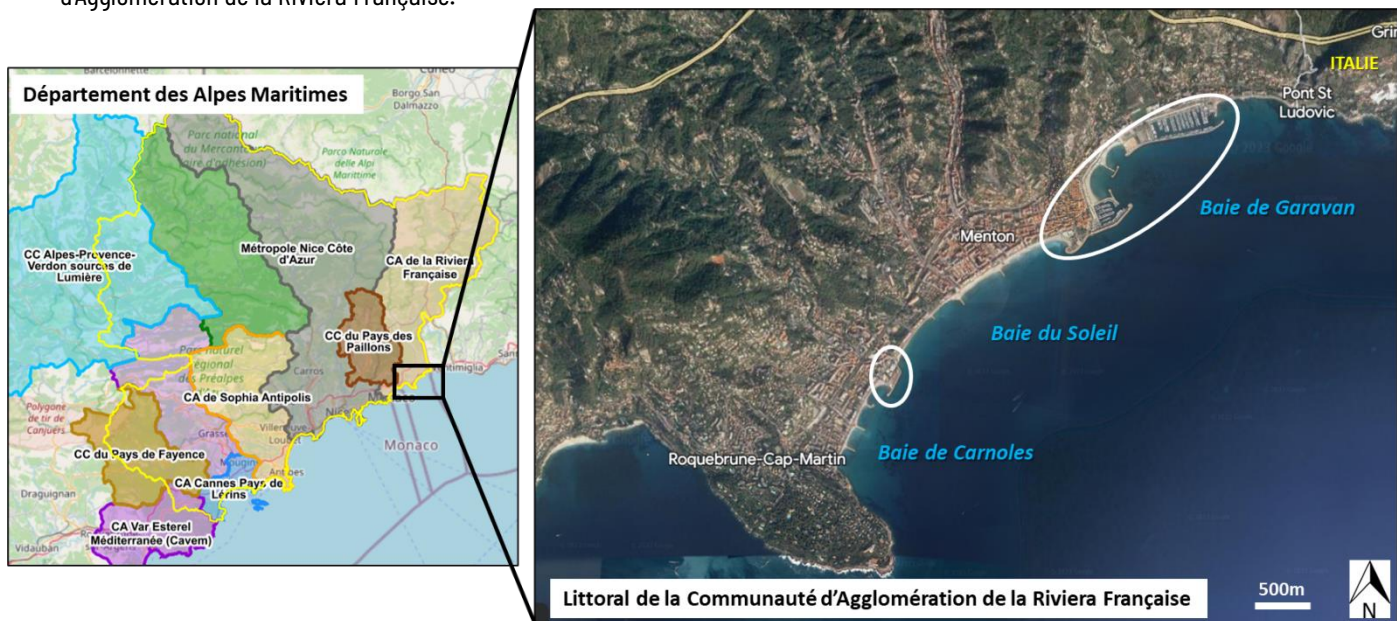 d'Agglomération de la Riviera Française.
Département des Alpes Maritimes
Borgo San
Dalmazzo
Parc national
du Mercantour
(aire d'adhésion)
Parco Naturale
delle Alpi
Marittime
CC Alpes-Provence-
Verdon sources de
Lumière
Métropole Nice Côte
d'Azur
CA de la Riviera
Française
CC du Pays des
Paillons
Parc naturel
régional
des Préalpes
Carros
CA de Sophia Antipolis
Polygone
de tir de
Canjuers
Grasse
Villeneuve
Loubet
Monaco
CC du Pays de Fayence
Mougins
Antibes
CA Cannes Pays de
Lérins
Draguignan
CA Var Esterel
Méditerranée (Cavem)
Vidauban
ITALIE
Pont St
Ludovic
Baie de Garavan
Menton
Baie du Soleil
Baie de Carnoles
Roquebrune-Cap-Martin
Littoral de la Communauté d'Agglomération de la Riviera Française
500m
N